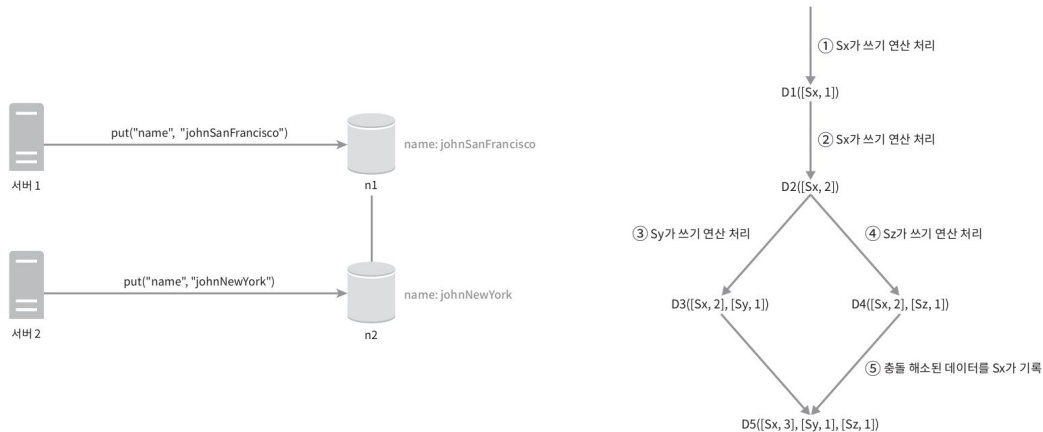 put("name", "johnSanFrancisco")
name: johnSanFrancisco
서버 1
n1
put("name", "johnNewYork")
name: johnNewYork
서버 2
n2
① Sx가 쓰기 연산 처리
D1([Sx, 1])
② Sx가 쓰기 연산 처리
D2([Sx, 2])
③ Sy가 쓰기 연산 처리
④ Sz가 쓰기 연산 처리
D3([Sx, 2], [Sy, 1])
D4([Sx, 2], [Sz, 1])
⑤ 충돌 해소된 데이터를 Sx가 기록
D5([Sx, 3], [Sy, 1], [Sz, 1])